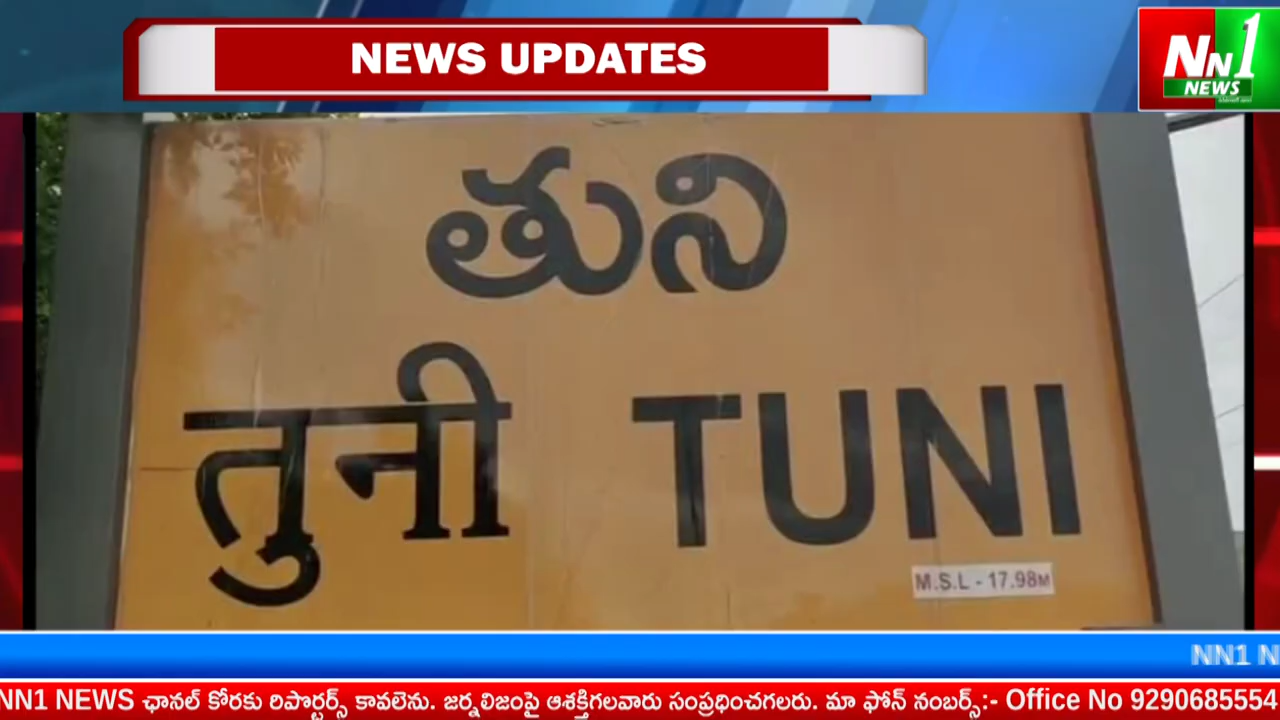 NEWS UPDATES
NN1
NEWS
తుని
तुनी TUNI
M.S.L - 17.98M
NN1 N
NN1 NEWS ఛానల్ కోరకు రిపొర్టర్స్ కావలెను. జర్నలిజంపై ఆశక్తిగలవారు సంప్రధించగలరు. మా ఫోన్ నంబర్స్:- Office No 9290685554